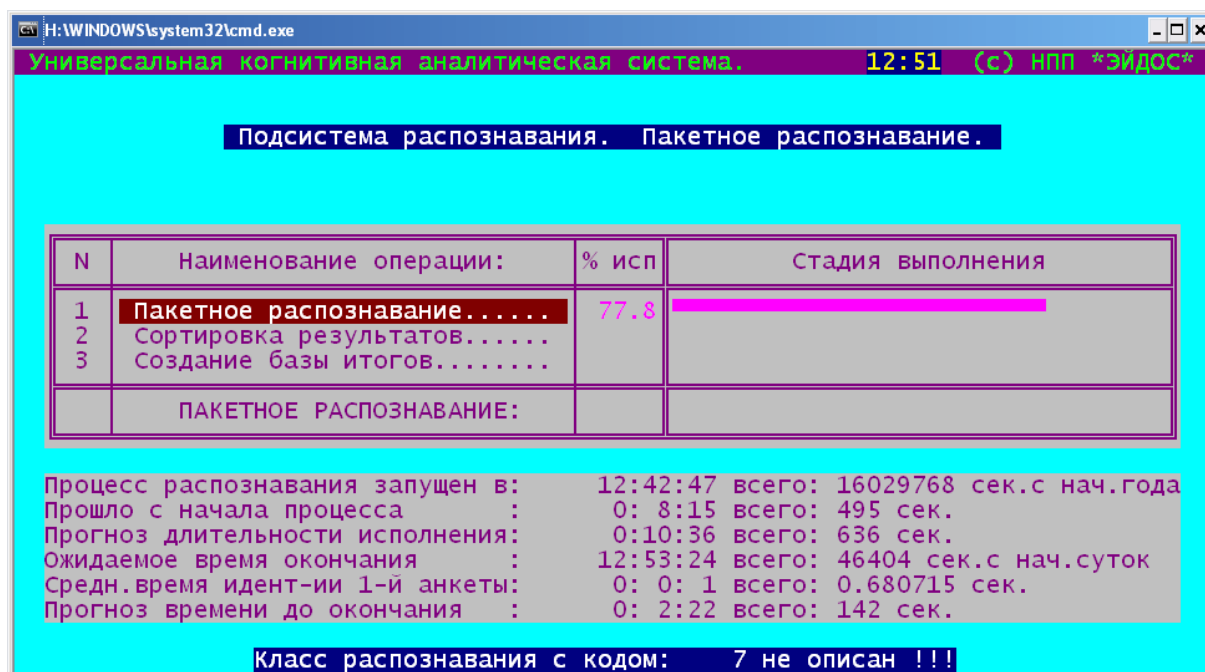 H:\WINDOWS\system32\cmd.exe
Универсальная когнитивная аналитическая система. 12:51 (с) НПП *ЭЙДОС*
Подсистема распознавания. Пакетное распознавание.
N Наименование операции: % исп Стадия выполнения
1 Пакетное распознавание...... 77.8
2 Сортировка результатов......
3 Создание базы итогов........
ПАКЕТНОЕ РАСПОЗНАВАНИЕ:
Процесс распознавания запущен в: 12:42:47 всего: 16029768 сек.с нач.года
Прошло с начала процесса : 0: 8:15 всего: 495 сек.
Прогноз длительности исполнения: 0:10:36 всего: 636 сек.
Ожидаемое время окончания : 12:53:24 всего: 46404 сек.с нач.суток
Средн.время идент-ии 1-й анкеты: 0: 0: 1 всего: 0.680715 сек.
Прогноз времени до окончания : 0: 2:22 всего: 142 сек.
Класс распознавания с кодом: 7 не описан !!!